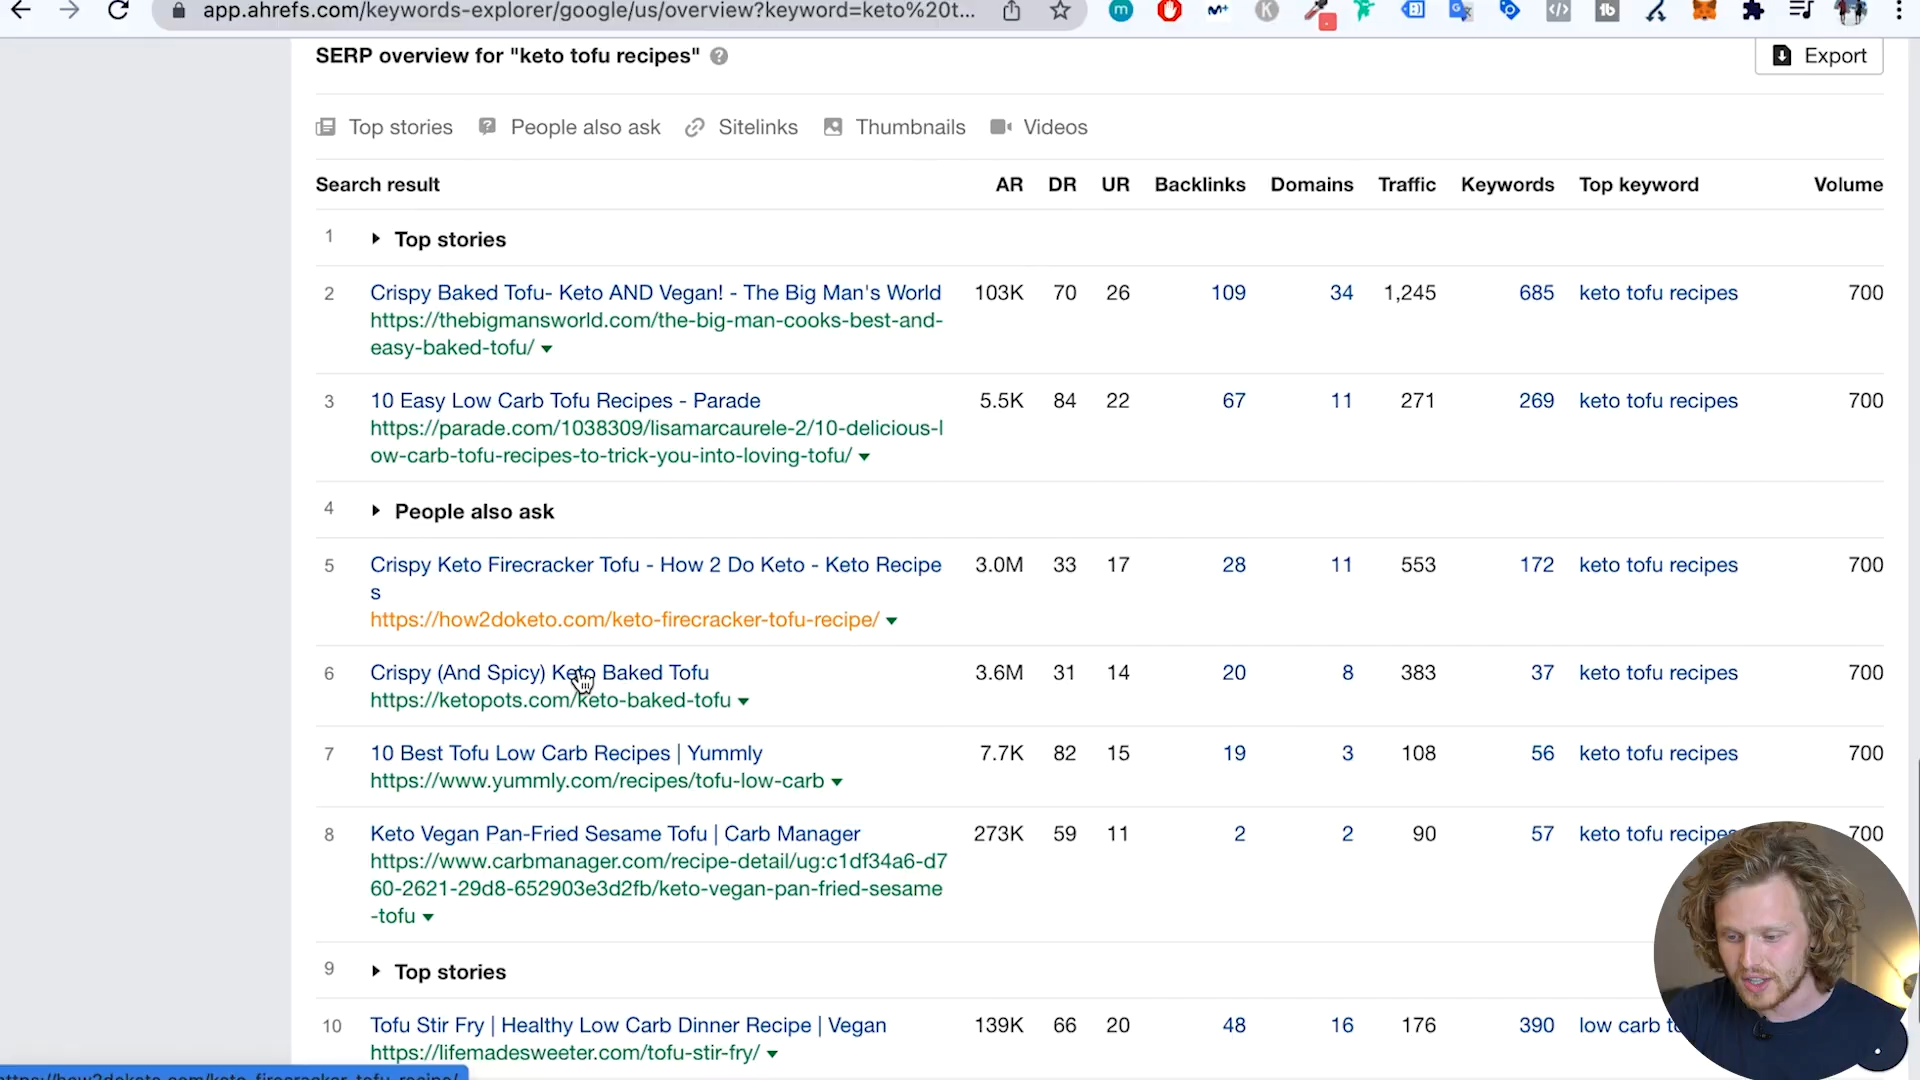 app.ahrefs.com/keywords-explorer/google/us/overview?keyword=keto%20t...
SERP overview for "keto tofu recipes"
Export
Top stories People also ask Sitelinks Thumbnails Videos
Search result AR DR UR Backlinks Domains Traffic Keywords Top keyword Volume
1 Top stories
2 Crispy Baked Tofu- Keto AND Vegan! - The Big Man's World 103K 70 26 109 34 1,245 685 keto tofu recipes 700
https://thebigmansworld.com/the-big-man-cooks-best-and-
easy-baked-tofu/
3 10 Easy Low Carb Tofu Recipes - Parade 5.5K 84 22 67 11 271 269 keto tofu recipes 700
https://parade.com/1038309/lisamarcaurele-2/10-delicious-l
ow-carb-tofu-recipes-to-trick-you-into-loving-tofu/
4 People also ask
5 Crispy Keto Firecracker Tofu - How 2 Do Keto - Keto Recipe 3.0M 33 17 28 11 553 172 keto tofu recipes 700
s
https://how2doketo.com/keto-firecracker-tofu-recipe/
6 Crispy (And Spicy) Keto Baked Tofu 3.6M 31 14 20 8 383 37 keto tofu recipes 700
https://ketopots.com/keto-baked-tofu
7 10 Best Tofu Low Carb Recipes | Yummly 7.7K 82 15 19 3 108 56 keto tofu recipes 700
https://www.yummly.com/recipes/tofu-low-carb
8 Keto Vegan Pan-Fried Sesame Tofu | Carb Manager 273K 59 11 2 2 90 57 keto tofu recipes 700
https://www.carbmanager.com/recipe-detail/ug:c1df34a6-d7
60-2621-29d8-652903e3d2fb/keto-vegan-pan-fried-sesame
-tofu
9 Top stories
10 Tofu Stir Fry | Healthy Low Carb Dinner Recipe | Vegan 139K 66 20 48 16 176 390 low carb
https://lifemadesweeter.com/tofu-stir-fry/
https://how2doketo.com/keto-firecracker-tofu-recipe/